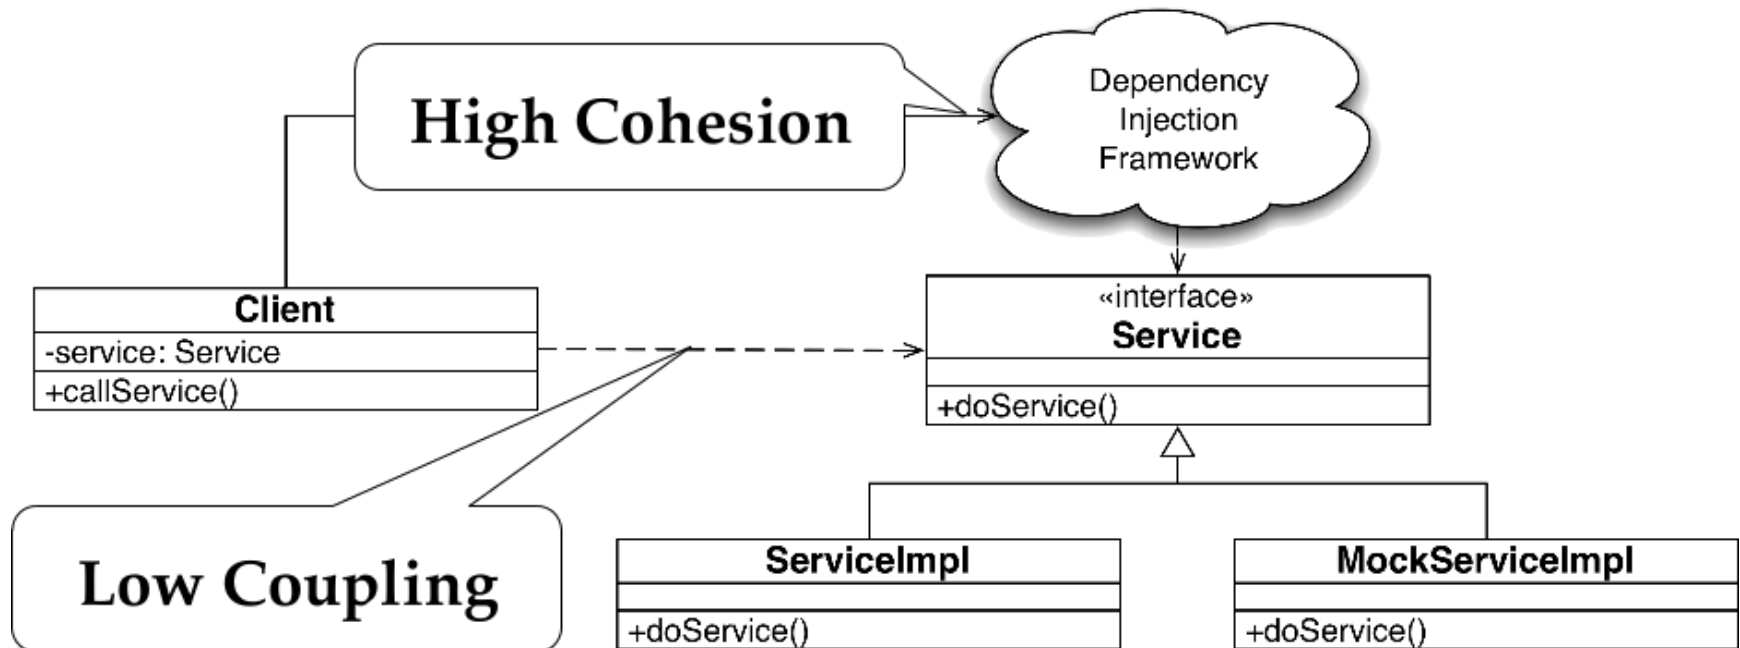 High Cohesion
Dependency
Injection
Framework
Client
-service: Service
+callService()
«interface»
Service
+doService()
Low Coupling
ServiceImpl
+doService()
MockServiceImpl
+doService()